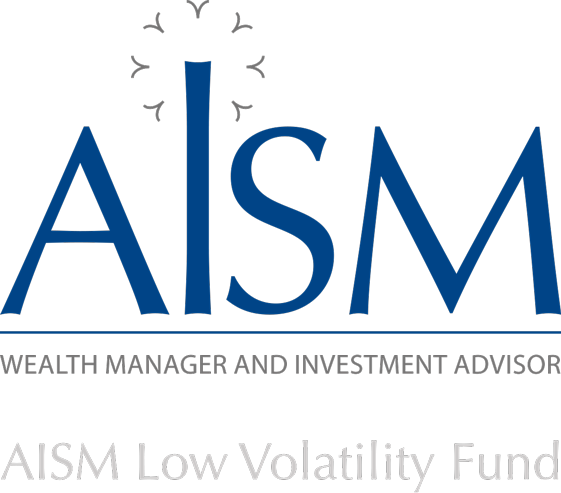 AISM
WEALTH MANAGER AND INVESTMENT ADVISOR
AISM Low Volatility Fund